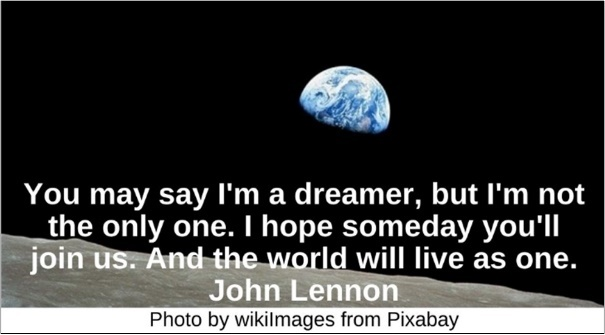 You may say I'm a dreamer, but I'm not
the only one. I hope someday you'll
join us. And the world will live as one.
John Lennon
Photo by wikiImages from Pixabay